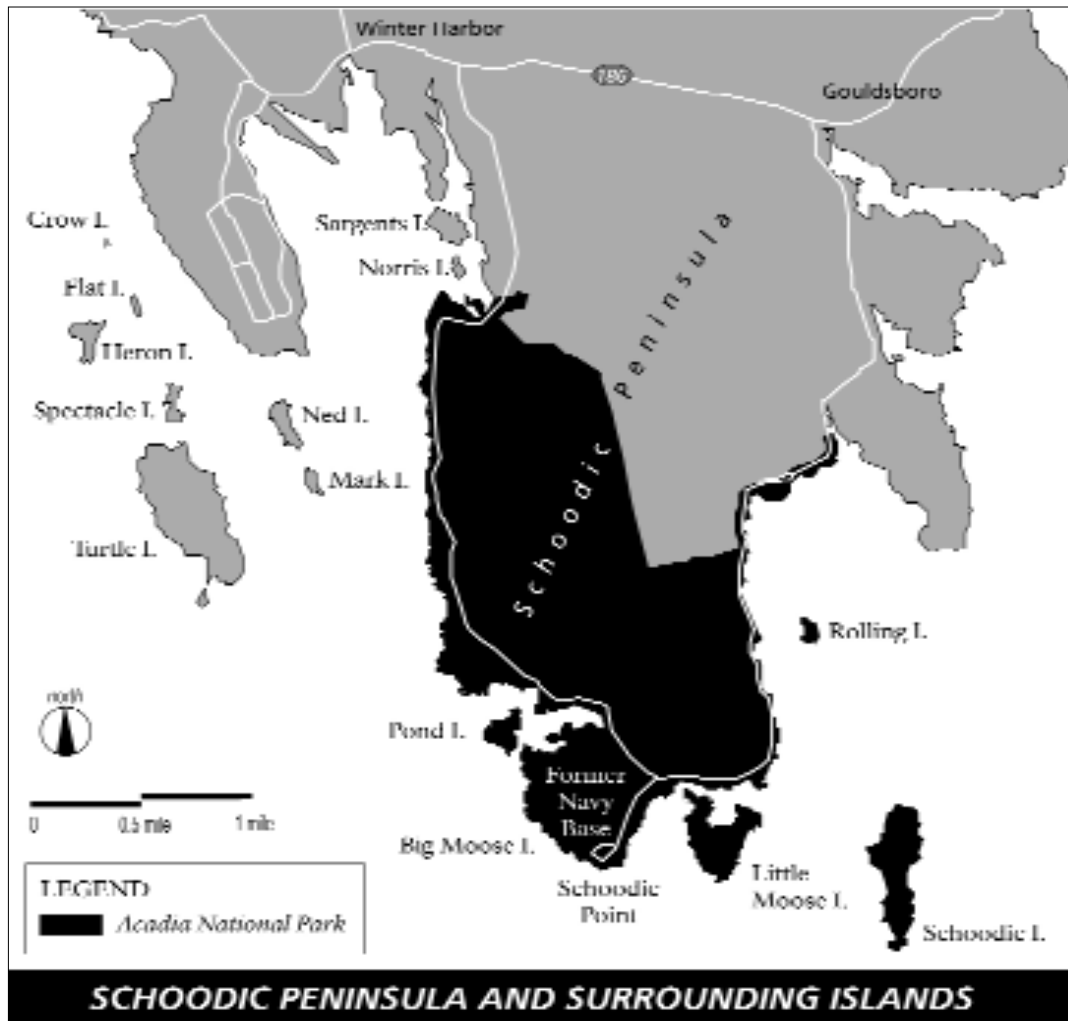 Winter Harbor
186
Gouldsboro
Crow I.
Sargents I.
Norris I.
Flat I.
Heron I.
Spectacle I.
Ned I.
Mark I.
Turtle I.
Schoodic Peninsula
Rolling I.
north
Pond I.
Former
Navy
Base
0 0.5 mile 1 mile
Big Moose I.
Schoodic
Point
Little
Moose I.
Schoodic I.
LEGEND
Acadia National Park
SCHOODIC PENINSULA AND SURROUNDING ISLANDS